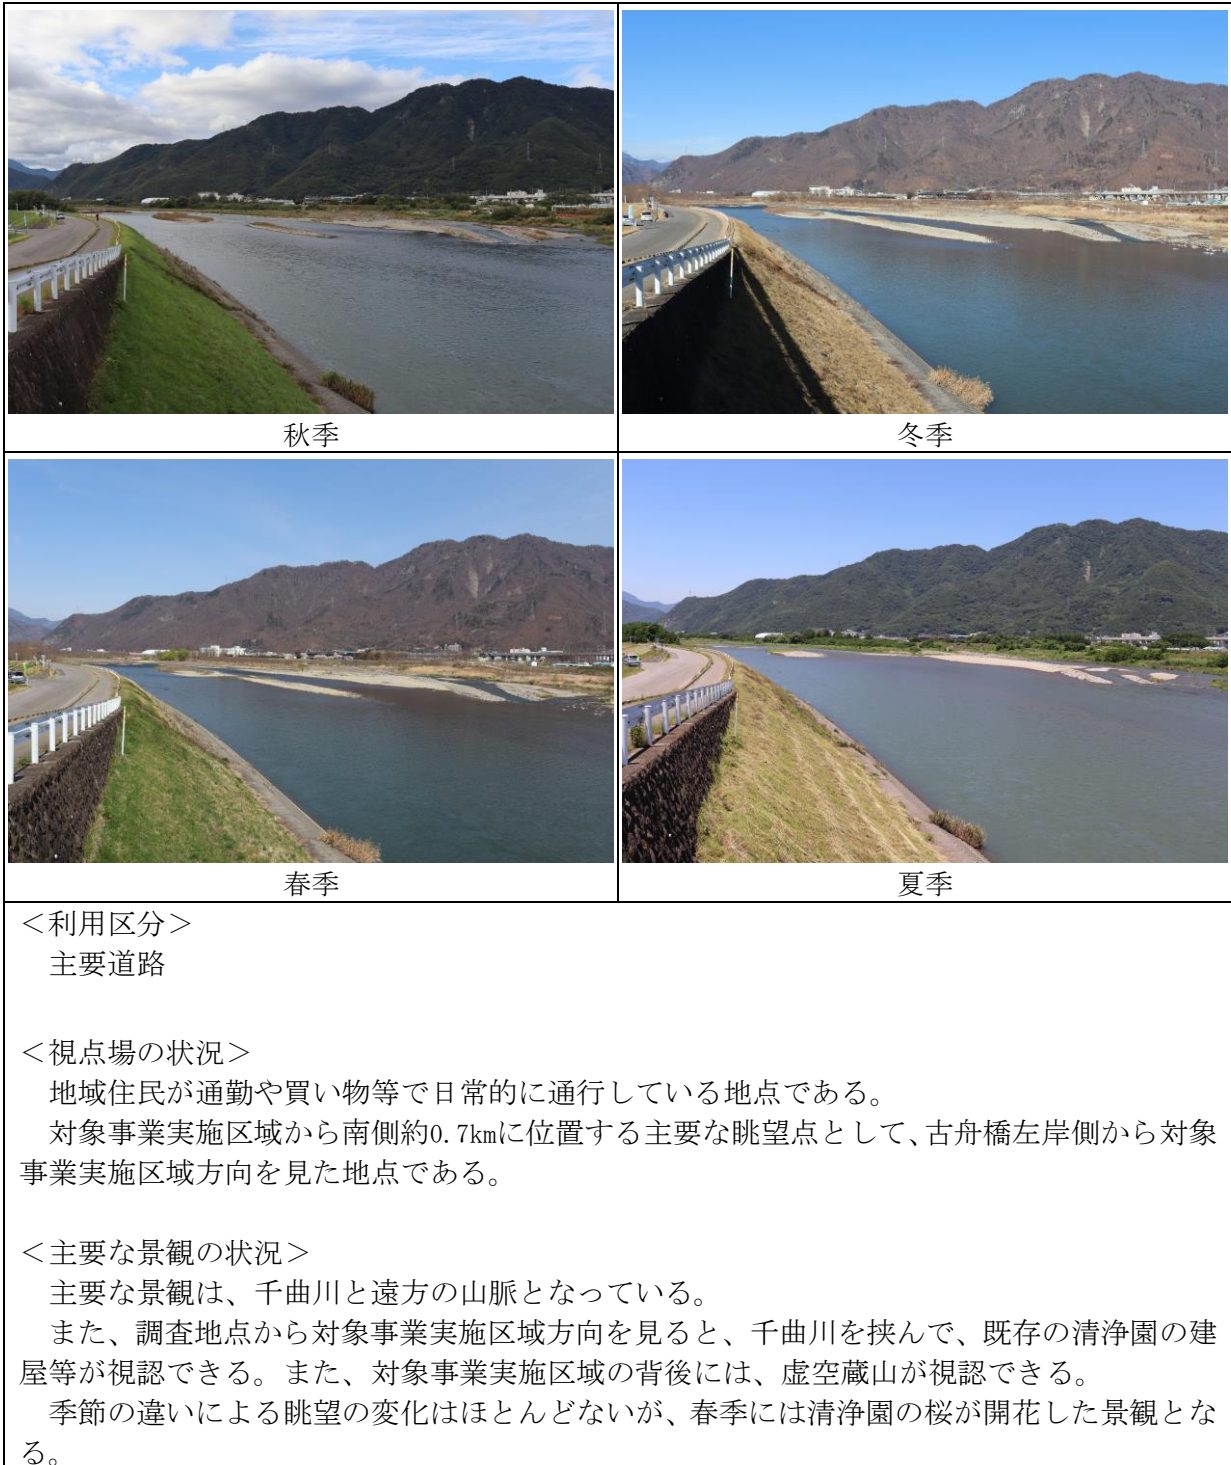 秋季
冬季
春季
夏季
＜利用区分＞
主要道路
＜視点場の状況＞
地域住民が通勤や買い物等で日常的に通行している地点である。
対象事業実施区域から南側約0.7kmに位置する主要な眺望点として、古舟橋左岸側から対象
事業実施区域方向を見た地点である。
＜主要な景観の状況＞
主要な景観は、千曲川と遠方の山脈となっている。
また、調査地点から対象事業実施区域方向を見ると、千曲川を挟んで、既存の清浄園の建
屋等が視認できる。また、対象事業実施区域の背後には、虚空蔵山が視認できる。
季節の違いによる眺望の変化はほとんどないが、春季には清浄園の桜が開花した景観とな
る。